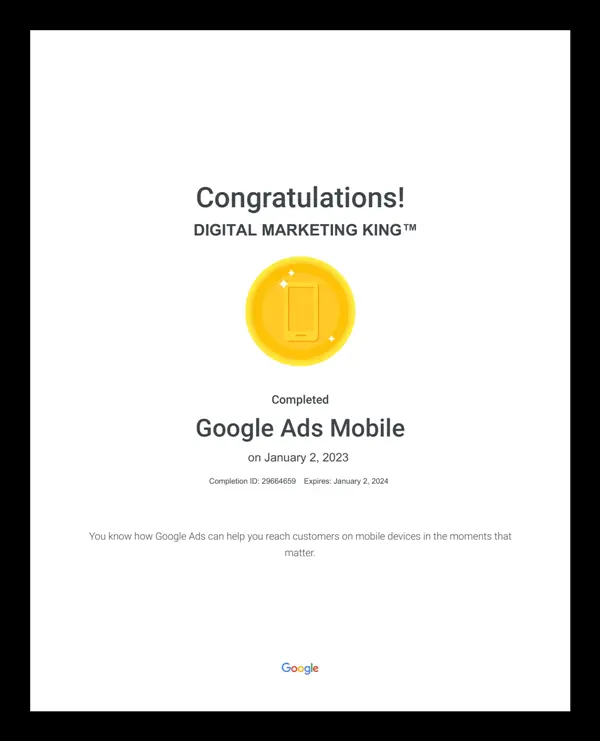 Congratulations!
DIGITAL MARKETING KING™
Completed
Google Ads Mobile
on January 2, 2023
Completion ID: 29664659 Expires: January 2, 2024
You know how Google Ads can help you reach customers on mobile devices in the moments that
matter.
Google